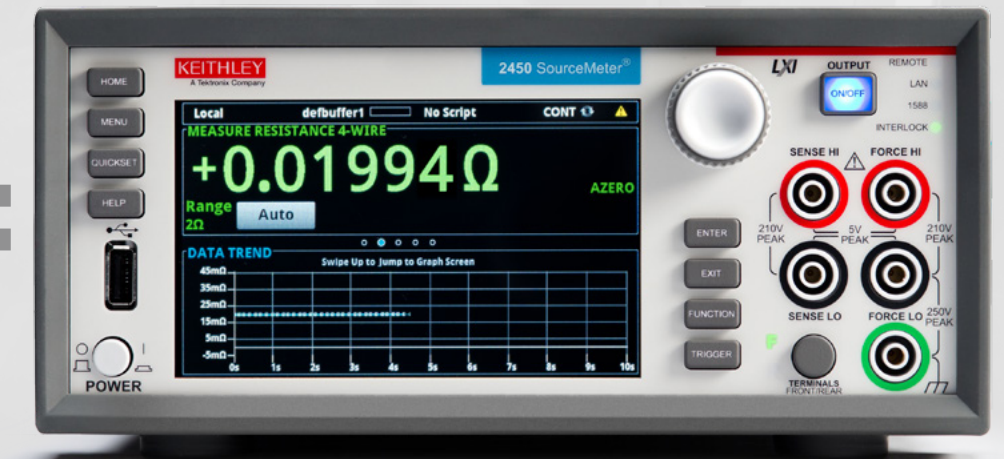 KEITHLEY
A Tektronix Company
2450 SourceMeter®
HOME
MENU
QUICKSET
HELP
POWER
Local defbuffer1 No Script CONT
MEASURE RESISTANCE 4-WIRE
+0.01994Ω
AZERO
Range Auto
2Ω
DATA TREND
Swipe Up to Jump to Graph Screen
45mΩ
35mΩ
25mΩ
15mΩ
5mΩ
-5mΩ
0s 1s 2s 3s 4s 5s 6s 7s 8s 9s 10s
ENTER
EXIT
FUNCTION
TRIGGER
LXI
OUTPUT
ON/OFF
REMOTE
LAN
1588
INTERLOCK
SENSE HI FORCE HI
210V PEAK
5V PEAK
210V PEAK
SENSE LO FORCE LO
250V PEAK
F
TERMINALS
FRONT/REAR